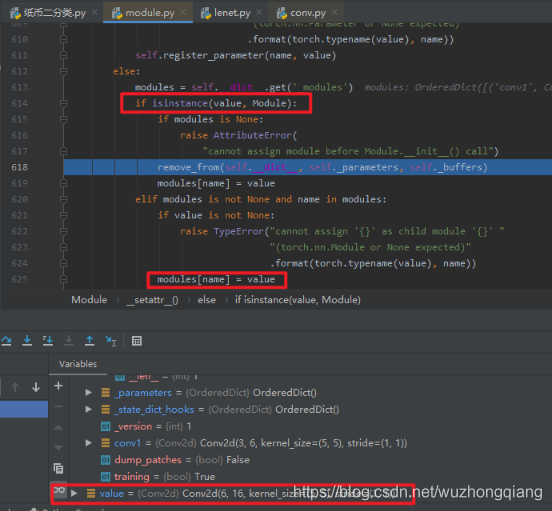 纸币二分类.py × module.py × lenet.py × conv.py ×
(torch.nn.Parameter or None expected)"
610 .format(torch.typename(value), name))
611 self.register_parameter(name, value)
612 else:
613 modules = self.__dict__.get('_modules') modules: OrderedDict([('conv1', Co
614 if isinstance(value, Module):
615 if modules is None:
616 raise AttributeError(
617 "cannot assign module before Module.__init__() call")
618 remove_from(self.__dict__, self._parameters, self._buffers)
619 modules[name] = value
620 elif modules is not None and name in modules:
621 if value is not None:
622 raise TypeError("cannot assign '{}' as child module '{}' "
623 "(torch.nn.Module or None expected)"
624 .format(torch.typename(value), name))
625 modules[name] = value
Module › __setattr__() › else › if isinstance(value, Module)
Variables
__len__ = {int} 1
_parameters = {OrderedDict} OrderedDict()
_state_dict_hooks = {OrderedDict} OrderedDict()
_version = {int} 1
conv1 = {Conv2d} Conv2d(3, 6, kernel_size=(5, 5), stride=(1, 1))
dump_patches = {bool} False
training = {bool} True
value = {Conv2d} Conv2d(6, 16, kernel_size=
https://blog.csdn.net/wuzhongqiang